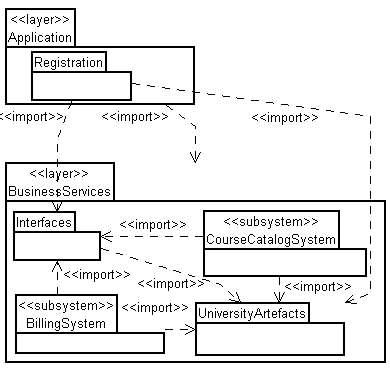 <<layer>>
Application
Registration
<<import>>
<<import>>
<<import>>
<<layer>>
BusinessServices
Interfaces
<<import>>
<<subsystem>>
CourseCatalogSystem
<<import>>
<<import>>
<<import>>
<<subsystem>>
BillingSystem
<<import>>
UniversityArtefacts